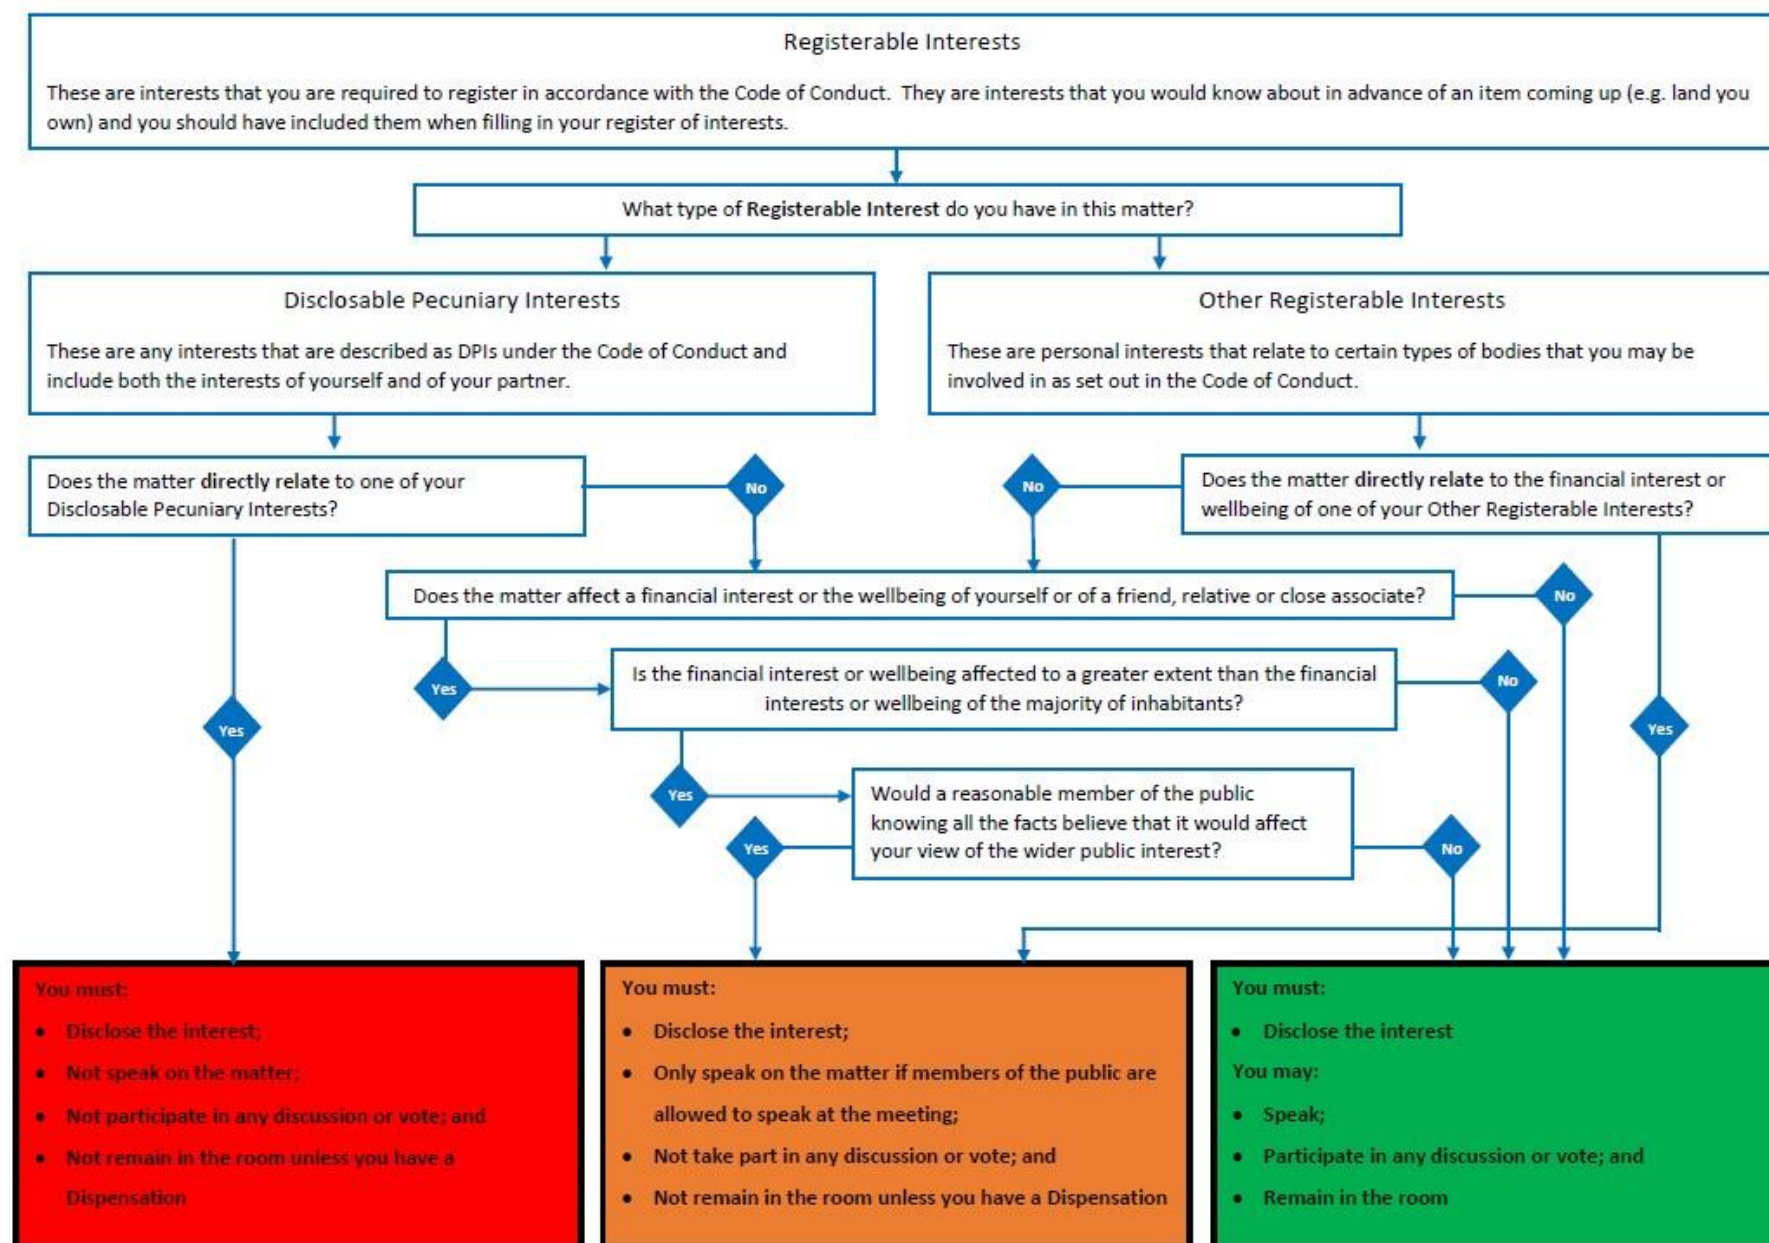 Registerable Interests
These are interests that you are required to register in accordance with the Code of Conduct. They are interests that you would know about in advance of an item coming up (e.g. land you
own) and you should have included them when filling in your register of interests.
What type of Registerable Interest do you have in this matter?
Disclosable Pecuniary Interests
These are any interests that are described as DPIs under the Code of Conduct and
include both the interests of yourself and of your partner.
Other Registerable Interests
These are personal interests that relate to certain types of bodies that you may be
involved in as set out in the Code of Conduct.
Does the matter directly relate to one of your
Disclosable Pecuniary Interests?
No
No
Does the matter directly relate to the financial interest or
wellbeing of one of your Other Registerable Interests?
Does the matter affect a financial interest or the wellbeing of yourself or of a friend, relative or close associate?
No
Yes
Is the financial interest or wellbeing affected to a greater extent than the financial
interests or wellbeing of the majority of inhabitants?
No
Yes
Yes
Yes
Would a reasonable member of the public
knowing all the facts believe that it would affect
your view of the wider public interest?
Yes
No
You must:
• Disclose the interest;
• Not speak on the matter;
• Not participate in any discussion or vote; and
• Not remain in the room unless you have a
Dispensation
You must:
• Disclose the interest;
• Only speak on the matter if members of the public are
allowed to speak at the meeting;
• Not take part in any discussion or vote; and
• Not remain in the room unless you have a Dispensation
You must:
• Disclose the interest
You may:
• Speak;
• Participate in any discussion or vote; and
• Remain in the room